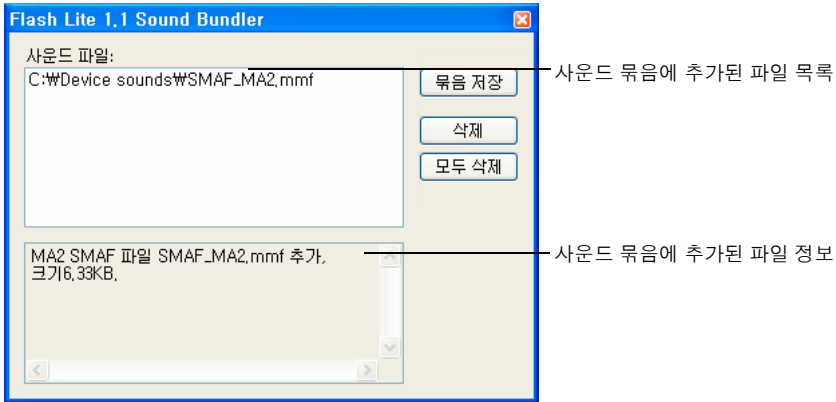 Flash Lite 1.1 Sound Bundler
사운드 파일:
C:₩Device sounds₩SMAF_MA2.mmf
묶음 저장
사운드 묶음에 추가된 파일 목록
삭제
모두 삭제
MA2 SMAF 파일 SMAF_MA2.mmf 추가.
크기6.33KB.
사운드 묶음에 추가된 파일 정보